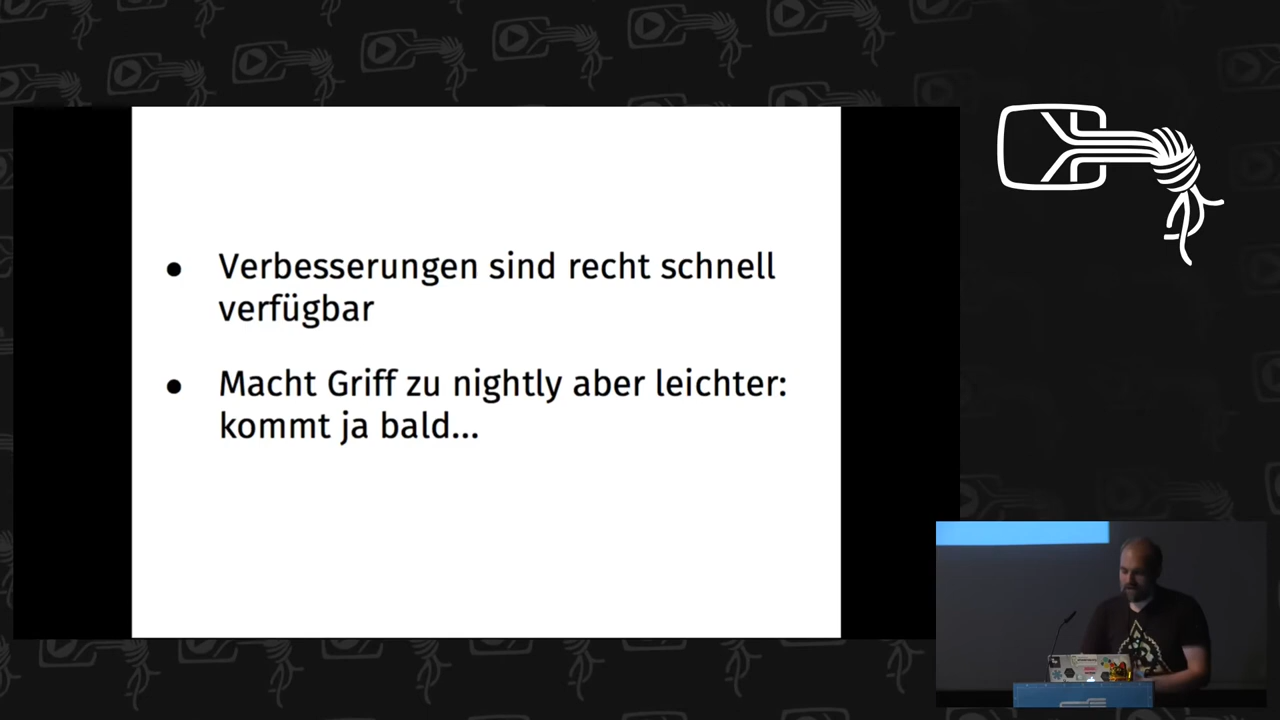 Verbesserungen sind recht schnell
verfügbar
Macht Griff zu nightly aber leichter:
kommt ja bald...